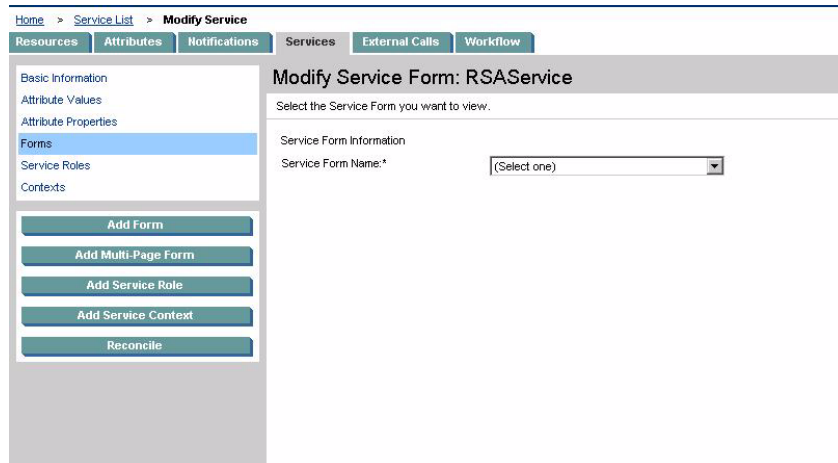 Home > Service List > Modify Service
Resources Attributes Notifications Services External Calls Workflow
Basic Information
Attribute Values
Attribute Properties
Forms
Service Roles
Contexts
Add Form
Add Multi-Page Form
Add Service Role
Add Service Context
Reconcile
Modify Service Form: RSAService
Select the Service Form you want to view.
Service Form Information
Service Form Name:* (Select one)